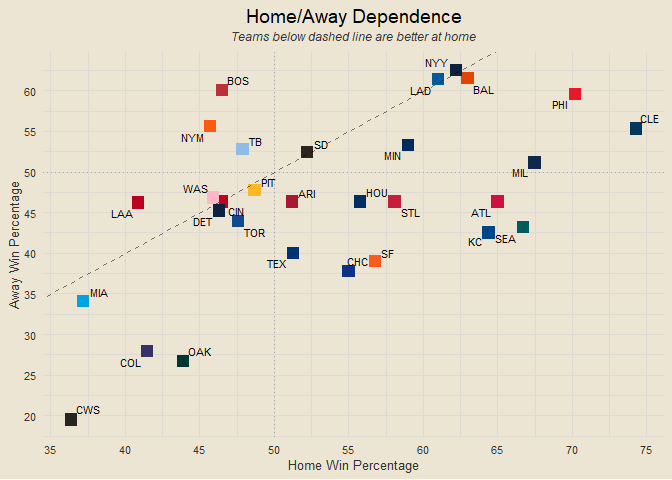 Home/Away Dependence
Teams below dashed line are better at home
Away Win Percentage
60
55
50
45
40
35
30
25
20
NYY
LAD
BAL
BOS
PHI
CLE
NYM
TB
SD
MIN
MIL
WAS
PIT
LAA
CIN
DET
TOR
ARI
HOU
STL
ATL
KC
SEA
TEX
CHC
SF
MIA
COL
OAK
CWS
35 40 45 50 55 60 65 70 75
Home Win Percentage